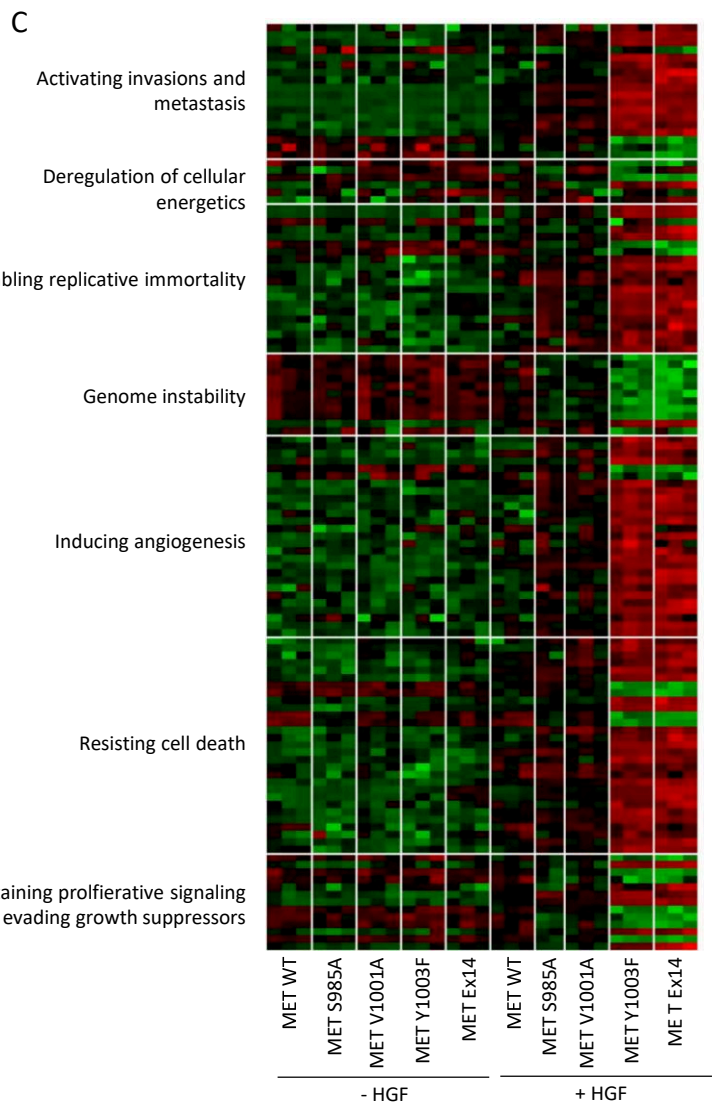 C
Activating invasions and
metastasis
Deregulation of cellular
energetics
bling replicative immortality
Genome instability
Inducing angiogenesis
Resisting cell death
aining prolfierative signaling
evading growth suppressors
MET WT
MET S985A
MET V1001A
MET Y1003F
MET Ex14
MET WT
MET S985A
MET V1001A
MET Y1003F
ME T Ex14
- HGF
+ HGF